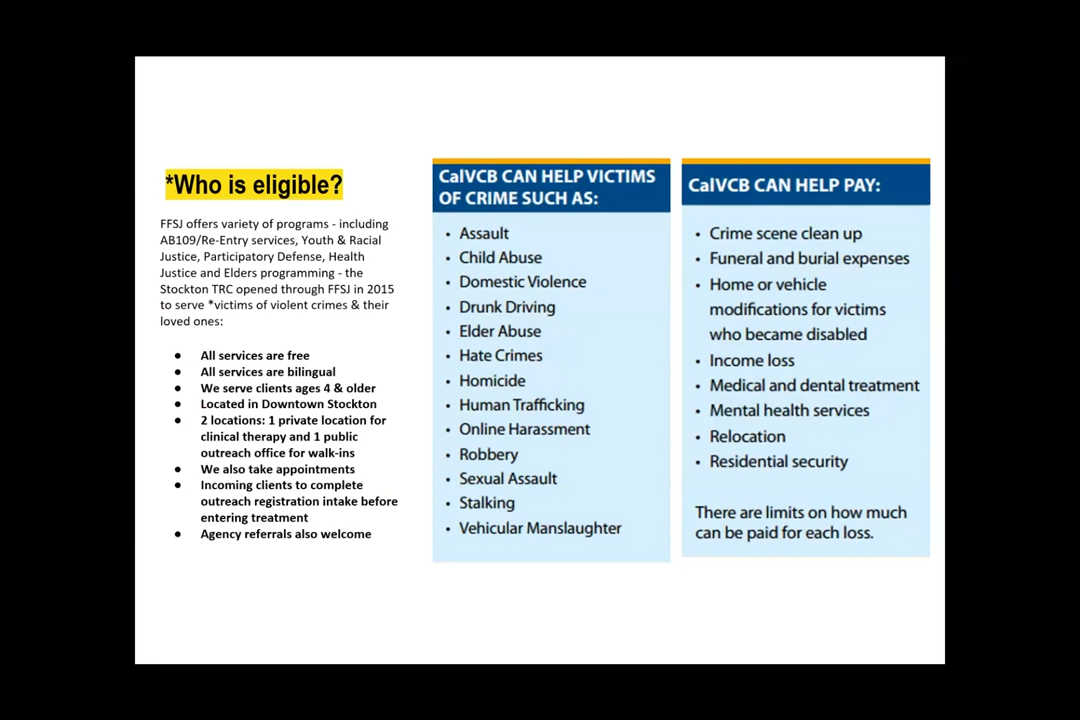 *Who is eligible?
FFSJ offers variety of programs - including
AB109/Re-Entry services, Youth & Racial
Justice, Participatory Defense, Health
Justice and Elders programming - the
Stockton TRC opened through FFSJ in 2015
to serve *victims of violent crimes & their
loved ones:
● All services are free
● All services are bilingual
● We serve clients ages 4 & older
● Located in Downtown Stockton
● 2 locations: 1 private location for
clinical therapy and 1 public
outreach office for walk-ins
● We also take appointments
● Incoming clients to complete
outreach registration intake before
entering treatment
● Agency referrals also welcome
CalVCB CAN HELP VICTIMS
OF CRIME SUCH AS:
• Assault
• Child Abuse
• Domestic Violence
• Drunk Driving
• Elder Abuse
• Hate Crimes
• Homicide
• Human Trafficking
• Online Harassment
• Robbery
• Sexual Assault
• Stalking
• Vehicular Manslaughter
CalVCB CAN HELP PAY:
• Crime scene clean up
• Funeral and burial expenses
• Home or vehicle
modifications for victims
who became disabled
• Income loss
• Medical and dental treatment
• Mental health services
• Relocation
• Residential security
There are limits on how much
can be paid for each loss.